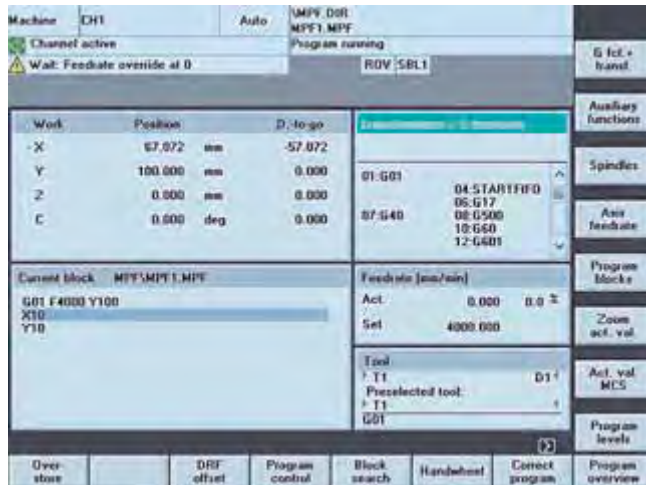 Machine CH1 Auto \MPF.DIR
MPF1.MPF
Channel active Program running
Wait: Feedrate override at 0 ROV SBL1
G fct.+
transf.
Auxiliary
functions
Spindles
Axis
feedrate
Program
blocks
Zoom
act. val.
Act. val.
MCS
Program
levels
Work Position D.-to-go
-X 67.072 mm -57.072
Y 100.000 mm 0.000
Z 0.000 mm 0.000
C 0.000 deg 0.000
01:G01
04:STARTFIFO
06:G17
07:G40 08:G500
10:G60
12:G601
Current block MPF\MPF1.MPF
G01 F4000 Y100
X10
Y10
Feedrate [mm/min]
Act. 0.000 0.0 %
Set 4000.000
Tool
T1 D1
Preselected tool:
T1
G01
Over-
store
DRF
offset
Program
control
Block
search
Handwheel
Correct
program
Program
overview